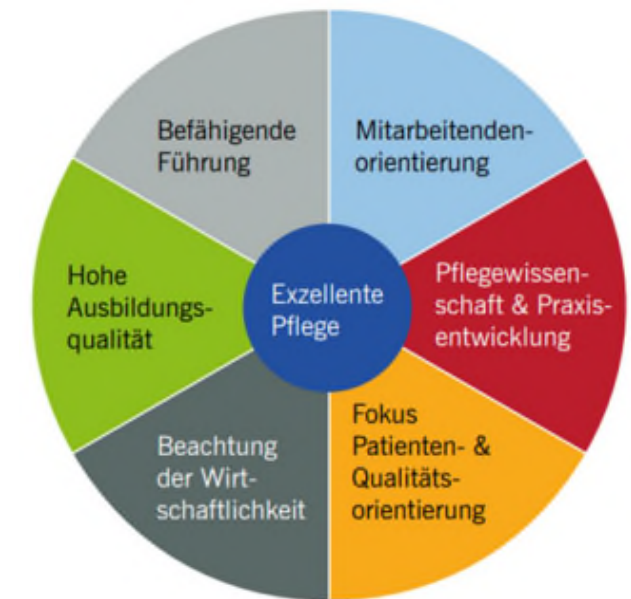 Befähigende
Führung
Mitarbeitenden-
orientierung
Hohe
Ausbildungs-
qualität
Exzellente
Pflege
Pflegewissen-
schaft & Praxis-
entwicklung
Beachtung
der Wirt-
schaftlichkeit
Fokus
Patienten- &
Qualitäts-
orientierung